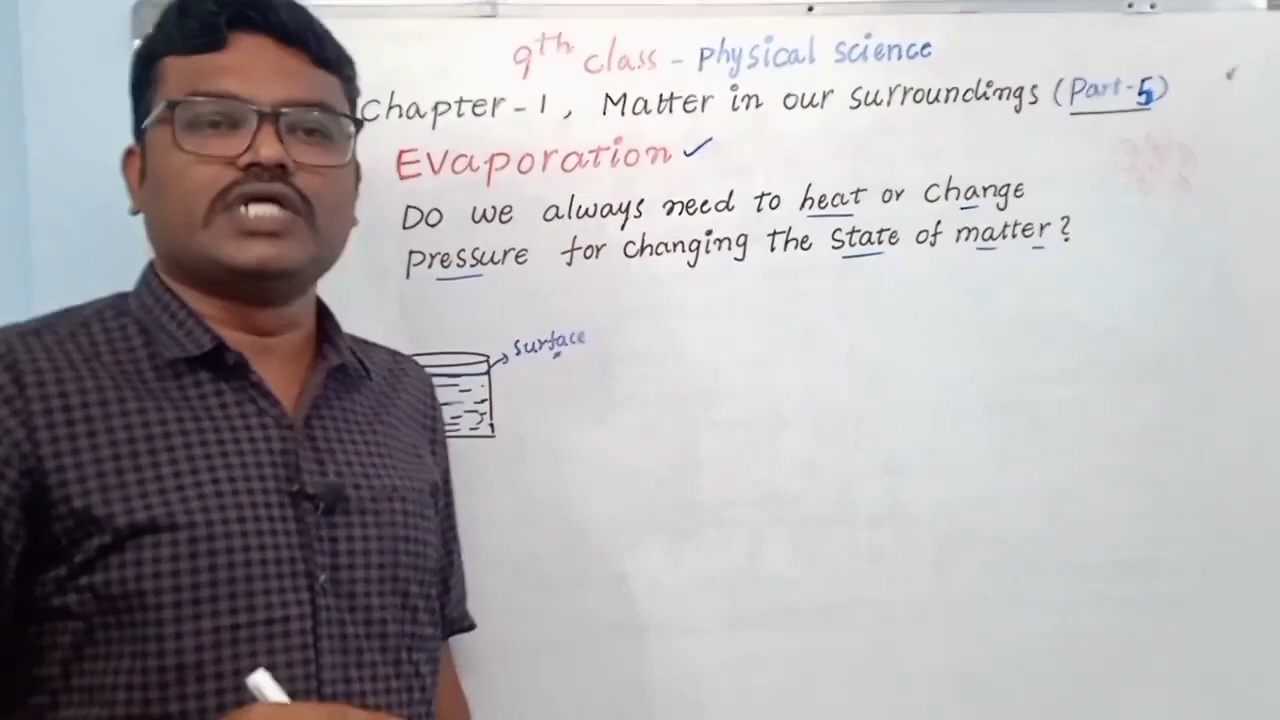 9th class - physical science
Chapter-1, Matter in our surroundings (Part-5)
Evaporation ✓
Do we always need to heat or change
pressure for changing the state of matter?
surface